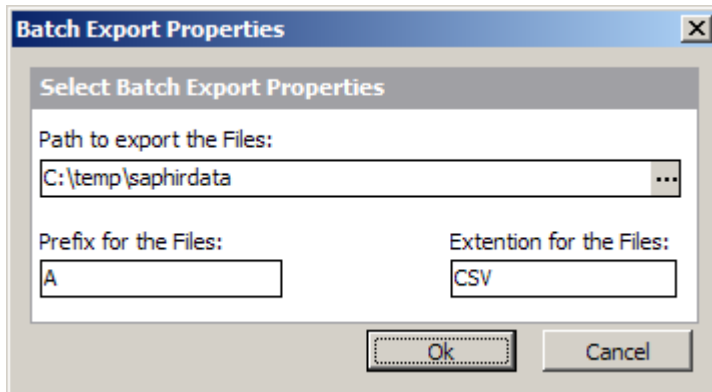 Batch Export Properties
Select Batch Export Properties
Path to export the Files:
C:\temp\saphirdata
...
Prefix for the Files:
Extention for the Files:
A
CSV
Ok
Cancel